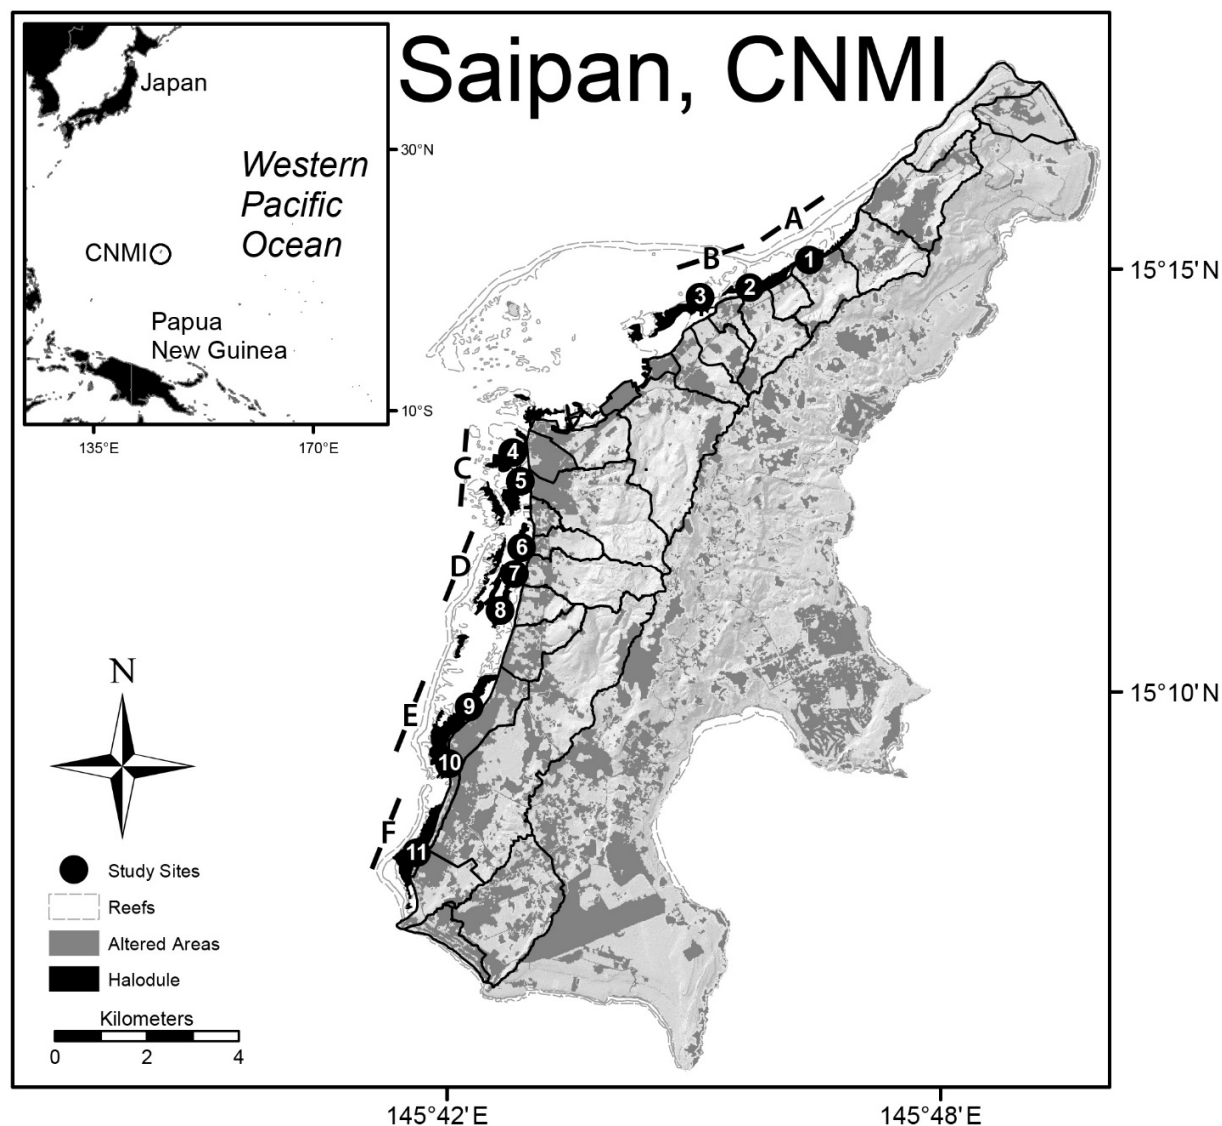 Saipan, CNMI
Japan
Western
Pacific
Ocean
CNMI
Papua
New Guinea
30°N
10°S
135°E
170°E
A
B
1
2
3
4
C
5
6
D
7
8
9
E
10
F
11
15°15' N
15°10' N
N
Study Sites
Reefs
Altered Areas
Halodule
Kilometers
0 2 4
145°42' E
145°48' E